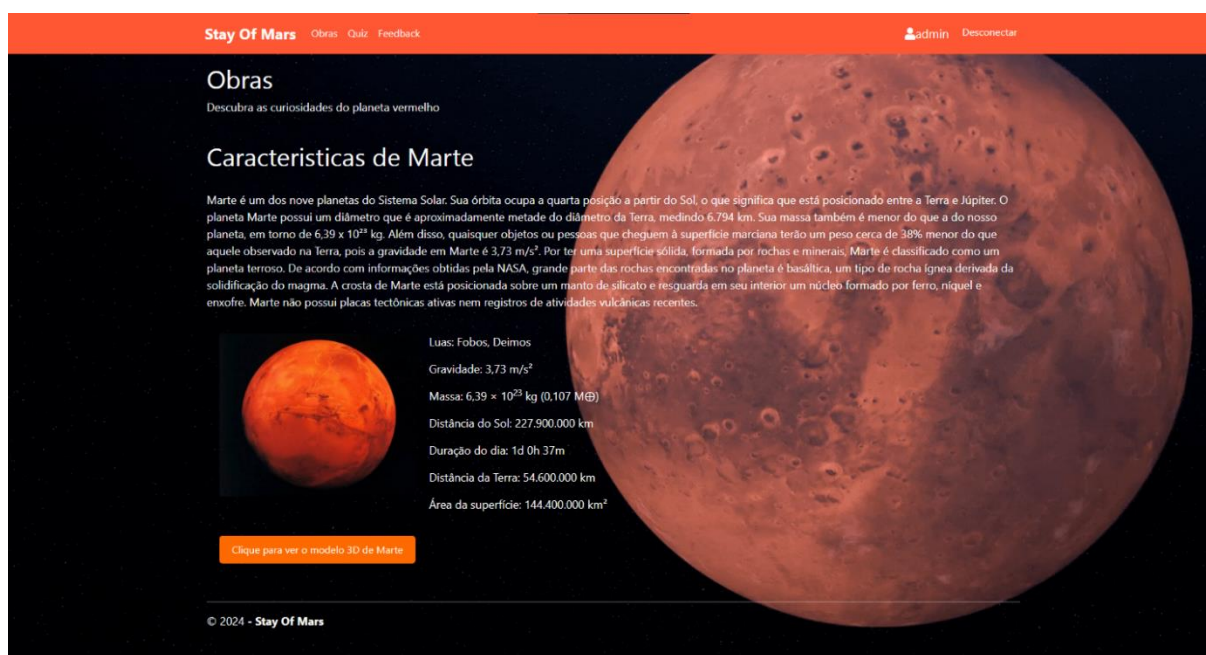 Stay Of Mars Obras Quiz Feedback admin Desconectar
Obras
Descubra as curiosidades do planeta vermelho
Caracteristicas de Marte
Marte é um dos nove planetas do Sistema Solar. Sua órbita ocupa a quarta posição a partir do Sol, o que significa que está posicionado entre a Terra e Júpiter. O
planeta Marte possui um diâmetro que é aproximadamente metade do diâmetro da Terra, medindo 6.794 km. Sua massa também é menor do que a do nosso
planeta, em torno de 6,39 x 10²³ kg. Além disso, quaisquer objetos ou pessoas que cheguem à superfície marciana terão um peso cerca de 38% menor do que
aquele observado na Terra, pois a gravidade em Marte é 3,73 m/s². Por ter uma superfície sólida, formada por rochas e minerais, Marte é classificado como um
planeta terroso. De acordo com informações obtidas pela NASA, grande parte das rochas encontradas no planeta é basáltica, um tipo de rocha ígnea derivada da
solidificação do magma. A crosta de Marte está posicionada sobre um manto de silicato e resguarda em seu interior um núcleo formado por ferro, níquel e
enxofre. Marte não possui placas tectônicas ativas nem registros de atividades vulcânicas recentes.
Luas: Fobos, Deimos
Gravidade: 3,73 m/s²
Massa: 6,39 × 10²³ kg (0,107 M⊕)
Distância do Sol: 227.900.000 km
Duração do dia: 1d 0h 37m
Distância da Terra: 54.600.000 km
Área da superfície: 144.400.000 km²
Clique para ver o modelo 3D de Marte
© 2024 - Stay Of Mars